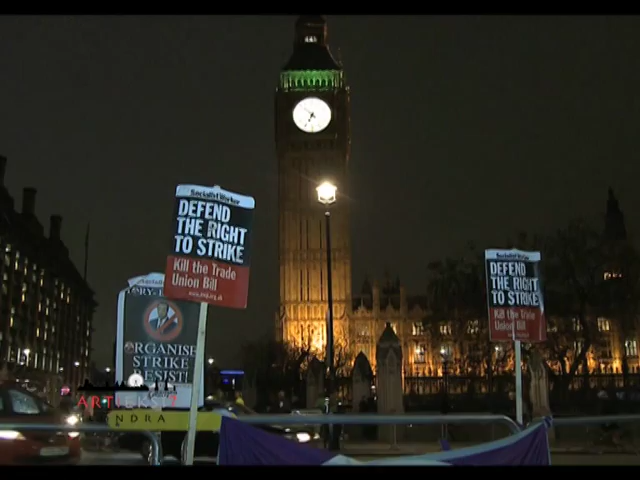 Socialist Worker
DEFEND
THE RIGHT
TO STRIKE
Kill the Trade
Union Bill
ORGANISE
STRIKE
RESIST!
Socialist Worker
DEFEND
THE RIGHT
TO STRIKE
Kill the Trade
Union Bill